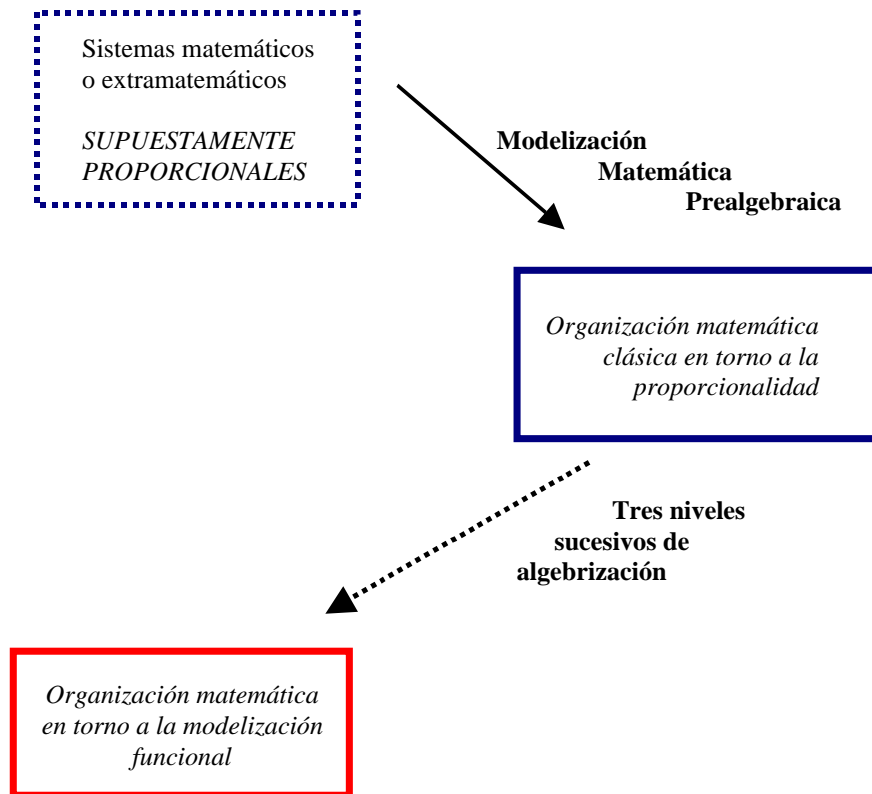 Sistemas matemáticos
o extramatemáticos
SUPUESTAMENTE
PROPORCIONALES
Modelización
Matemática
Prealgebraica
Organización matemática
clásica en torno a la
proporcionalidad
Tres niveles
sucesivos de
algebrización
Organización matemática
en torno a la modelización
funcional